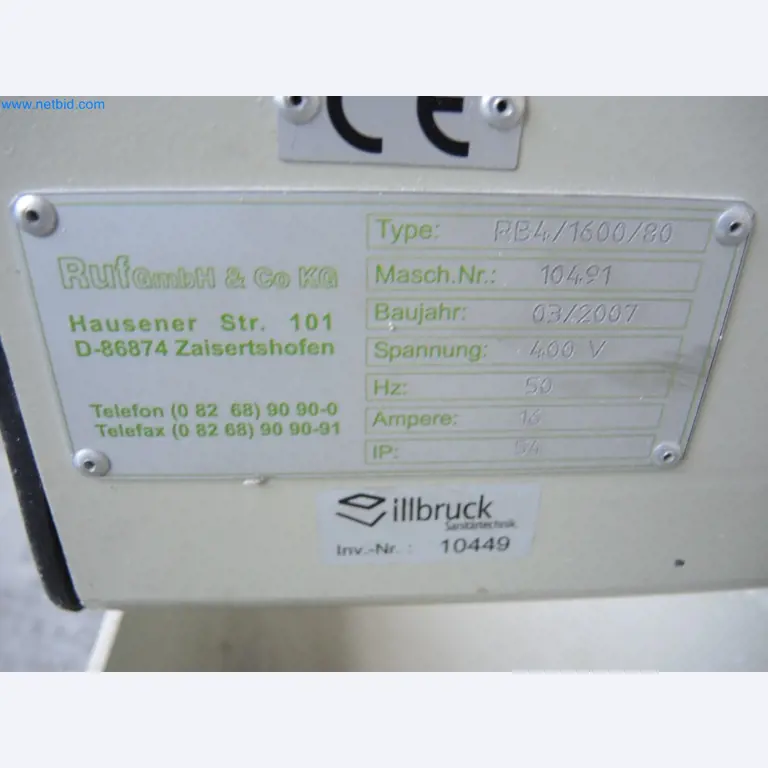 www.netbid.com
CE
Ruf GmbH & Co KG
Hausener Str. 101
D-86874 Zaisertshofen
Telefon (0 82 68) 90 90-0
Telefax (0 82 68) 90 90-91
Type: RB4/1600/80
Masch.Nr.: 10491
Baujahr: 03/2007
Spannung: 400 V
Hz: 50
Ampere: 16
IP: 54
illbruck
Sanitärtechnik
Inv.-Nr. : 10449